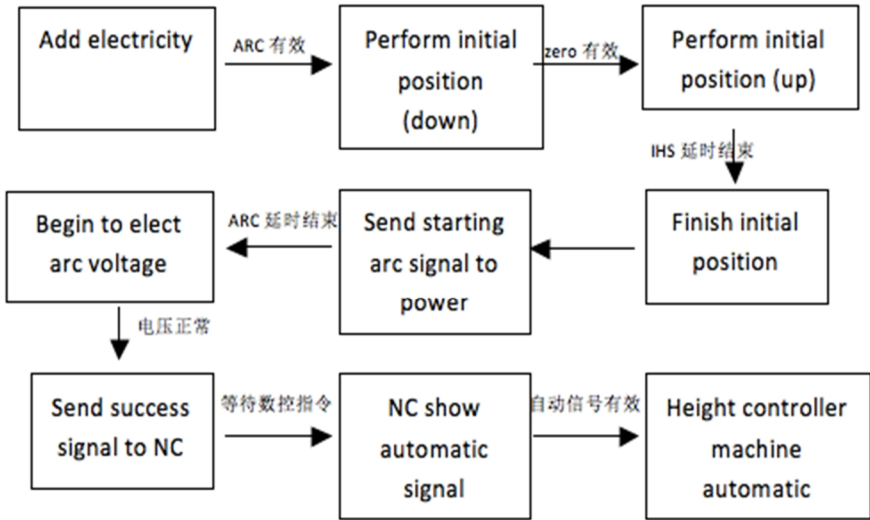 Add electricity
ARC 有效
Perform initial
position
(down)
zero 有效
Perform initial
position (up)
IHS 延时结束
Finish initial
position
Send starting
arc signal to
power
ARC 延时结束
Begin to elect
arc voltage
电压正常
Send success
signal to NC
等待数控指令
NC show
automatic
signal
自动信号有效
Height controller
machine
automatic